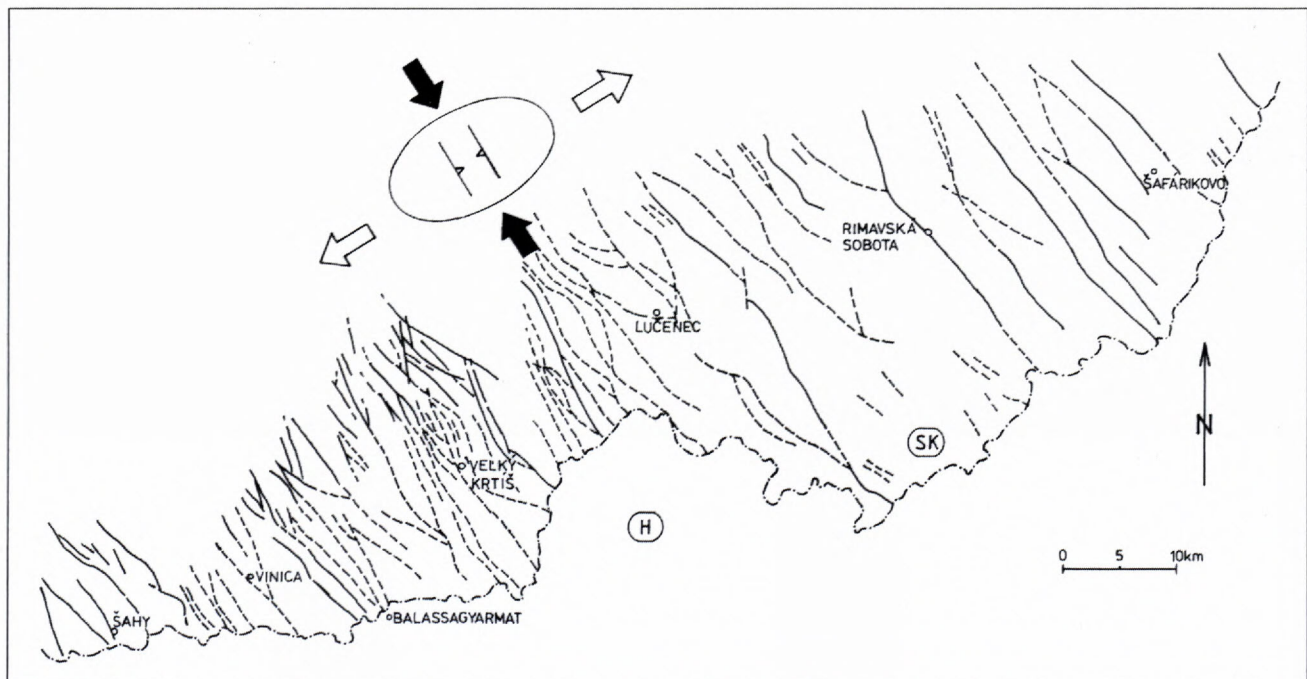 ŠAFÁRIKOVO
RIMAVSKÁ
SOBOTA
LUČENEC
SK
N
VEĽKÝ
KRTÍŠ
H
0 5 10km
VINICA
BALASSAGYARMAT
ŠAHY